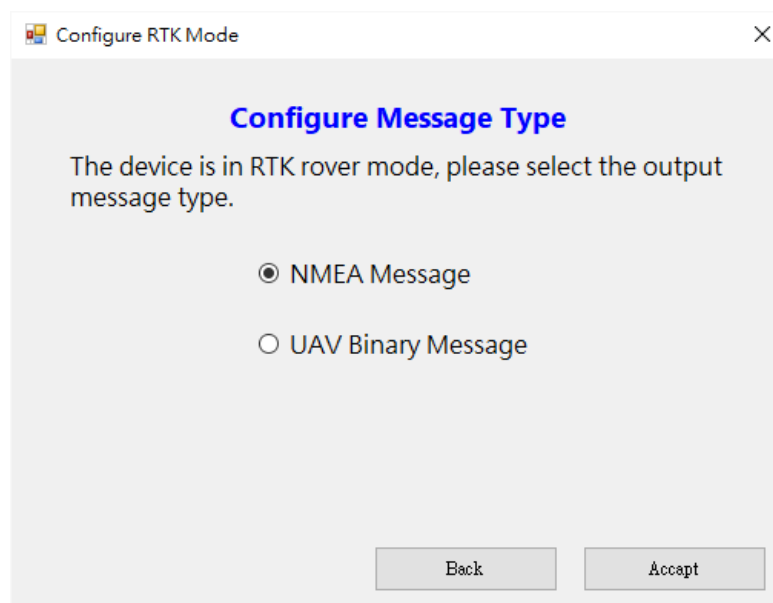 Configure RTK Mode
Configure Message Type
The device is in RTK rover mode, please select the output
message type.
NMEA Message
UAV Binary Message
Back
Accapt